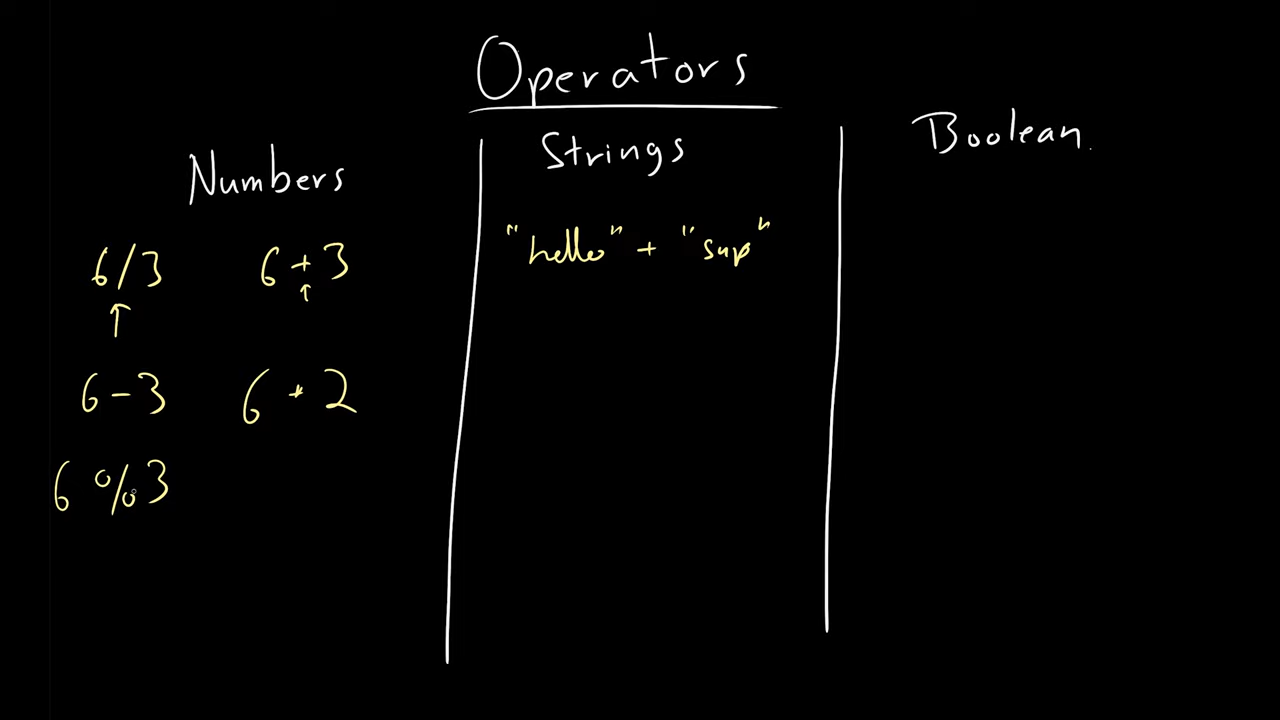 Operators
Numbers
6/3 6+3
6-3 6 * 2
6 % 3
Strings
"hello" + "sup"
Boolean